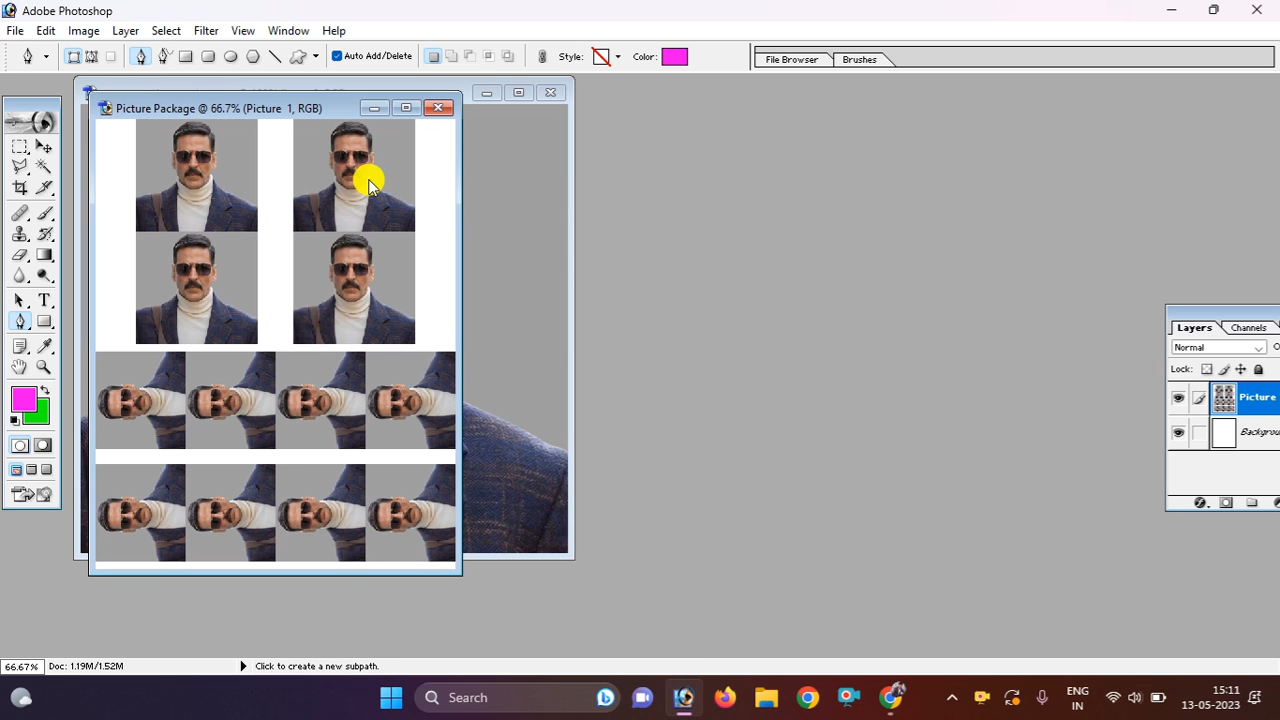 Adobe Photoshop
File Edit Image Layer Select Filter View Window Help
Auto Add/Delete Style: Color: File Browser Brushes
Picture Package @ 66.7% (Picture 1, RGB)
Layers Channels
Normal
Lock:
Picture
Backgrou
66.67% Doc: 1.19M/1.52M Click to create a new subpath.
Search ENG IN 15:11 13-05-2023